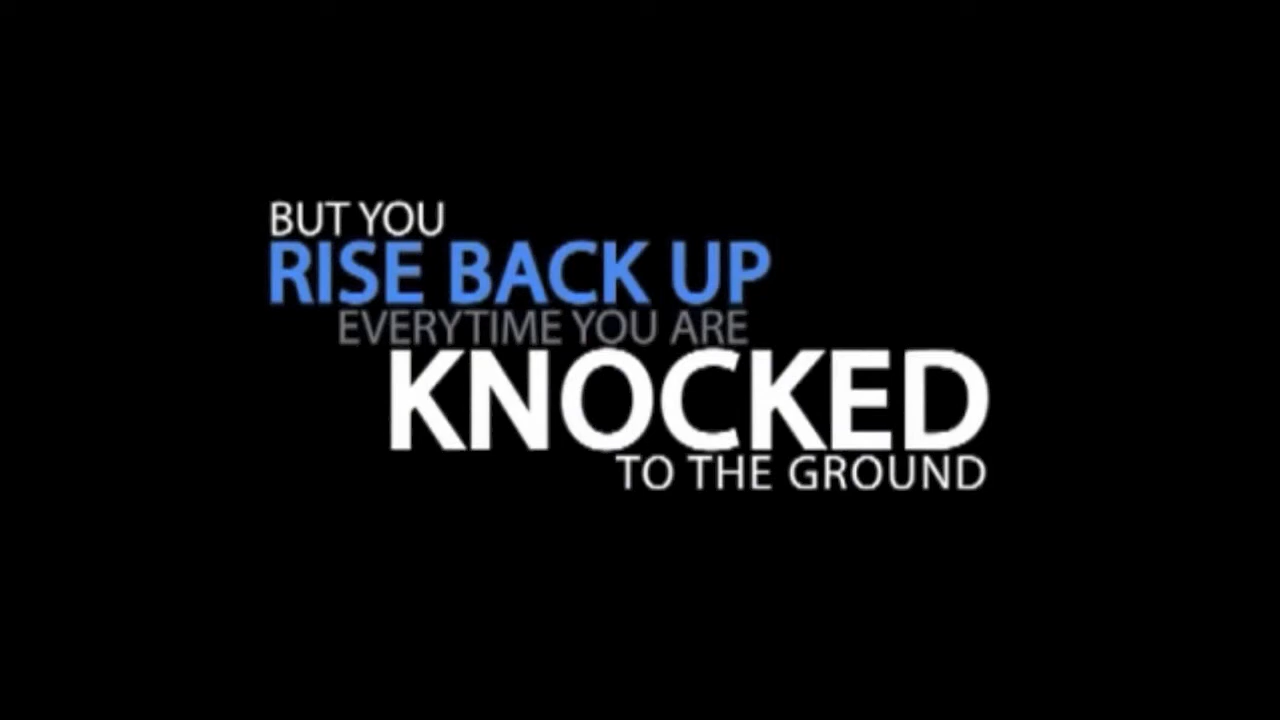 BUT YOU
RISE BACK UP
EVERYTIME YOU ARE
KNOCKED
TO THE GROUND